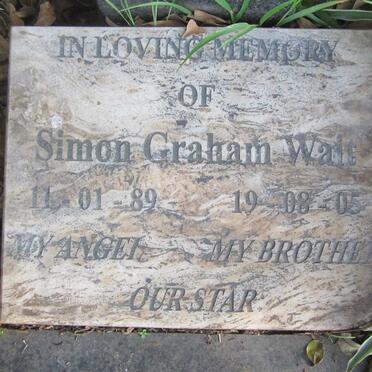 IN LOVING MEMORY
OF
Simon Graham Wait
11 - 01 - 89 19 - 08 - 05
MY ANGEL MY BROTHER
OUR STAR